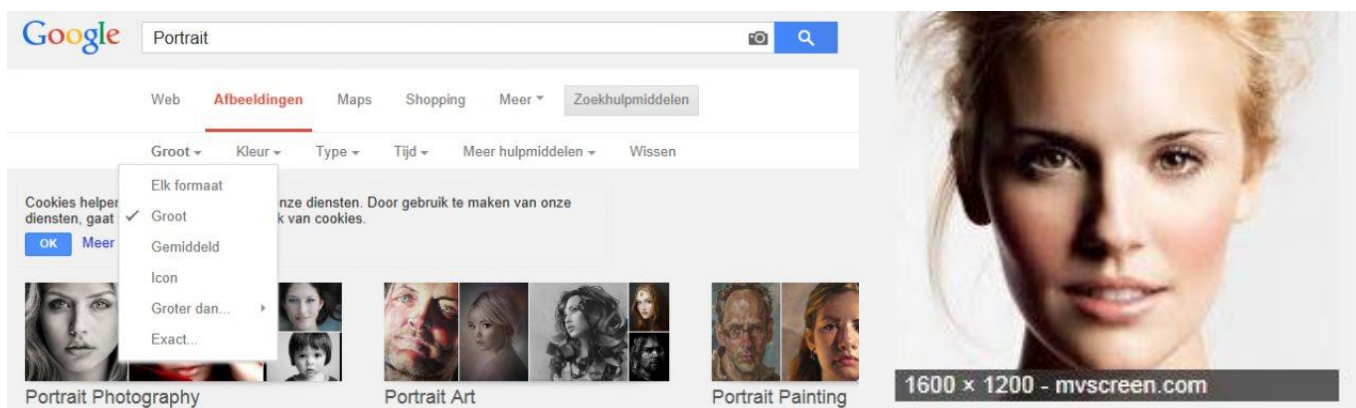 Google Portrait
Web Afbeeldingen Maps Shopping Meer Zoekhulpmiddelen
Groot Kleur Type Tijd Meer hulpmiddelen Wissen
Elk formaat
Groot
Gemiddeld
Icon
Groter dan...
Exact...
Cookies helpen nze diensten. Door gebruik te maken van onze
diensten, gaat k van cookies.
OK Meer
Portrait Photography Portrait Art Portrait Painting
1600 × 1200 - mvscreen.com